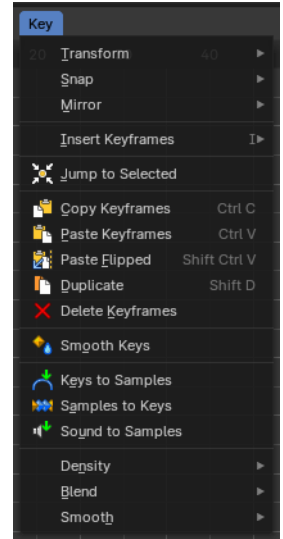 Key
20 40
Transform
Snap
Mirror
Insert Keyframes I
Jump to Selected
Copy Keyframes Ctrl C
Paste Keyframes Ctrl V
Paste Flipped Shift Ctrl V
Duplicate Shift D
Delete Keyframes
Smooth Keys
Keys to Samples
Samples to Keys
Sound to Samples
Density
Blend
Smooth